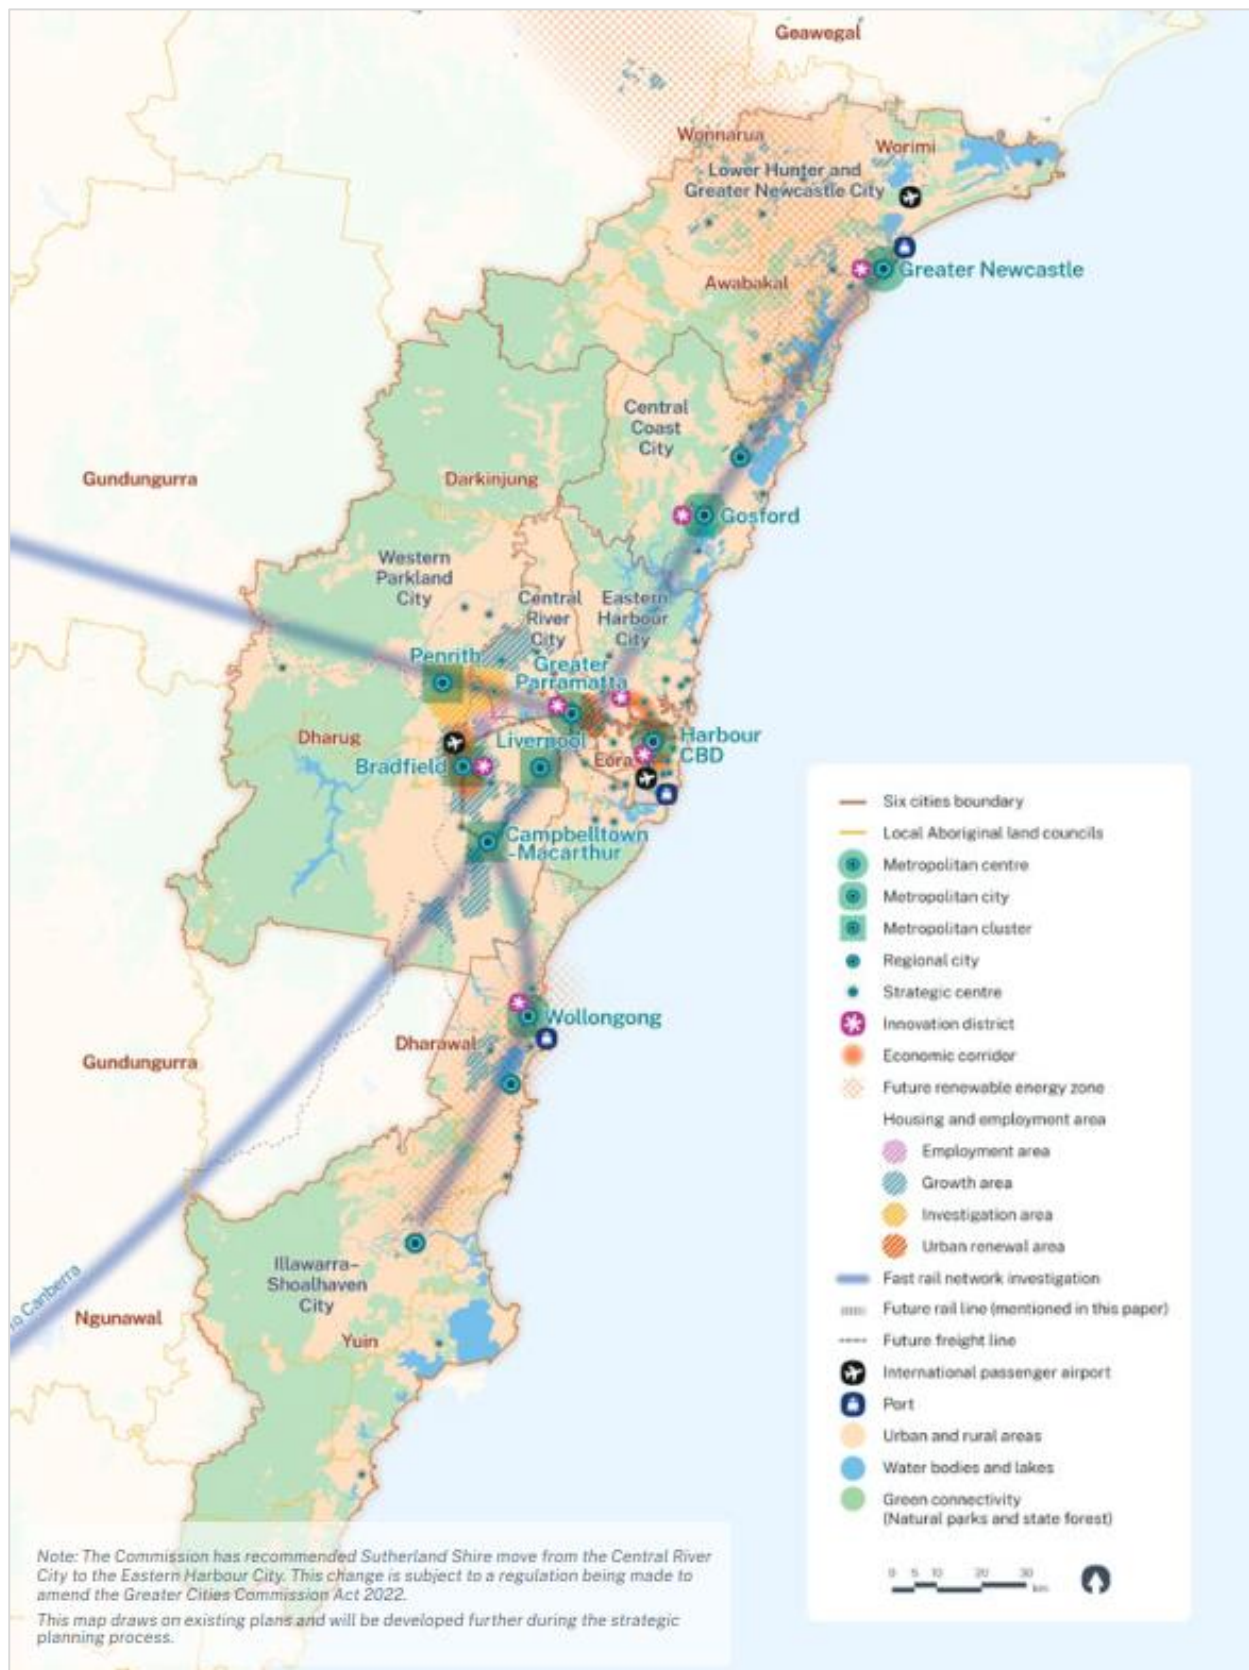 Geawegal
Wonnarua
Worimi
Lower Hunter and
Greater Newcastle City
Greater Newcastle
Awabakal
Central
Coast
City
Gundungurra
Darkinjung
Gosford
Western
Parkland
City
Central
River
City
Eastern
Harbour
City
Penrith
Greater
Parramatta
Dharug
Liverpool
Harbour
CBD
Eora
Bradfield
Campbelltown
-Macarthur
Wollongong
Dharawal
Gundungurra
Illawarra–
Shoalhaven
City
to Canberra
Ngunawal
Yuin
Six cities boundary
Local Aboriginal land councils
Metropolitan centre
Metropolitan city
Metropolitan cluster
Regional city
Strategic centre
Innovation district
Economic corridor
Future renewable energy zone
Housing and employment area
Employment area
Growth area
Investigation area
Urban renewal area
Fast rail network investigation
Future rail line (mentioned in this paper)
Future freight line
International passenger airport
Port
Urban and rural areas
Water bodies and lakes
Green connectivity
(Natural parks and state forest)
0 5 10 20 30
km
Note: The Commission has recommended Sutherland Shire move from the Central River
City to the Eastern Harbour City. This change is subject to a regulation being made to
amend the Greater Cities Commission Act 2022.
This map draws on existing plans and will be developed further during the strategic
planning process.